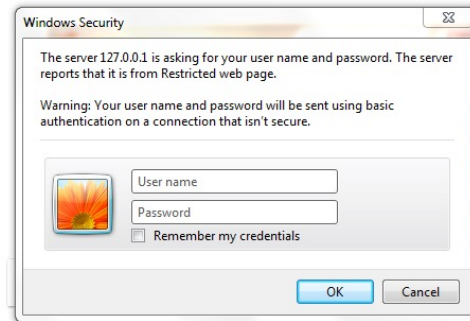 Windows Security
The server 127.0.0.1 is asking for your user name and password. The server
reports that it is from Restricted web page.
Warning: Your user name and password will be sent using basic
authentication on a connection that isn't secure.
User name
Password
Remember my credentials
OK Cancel